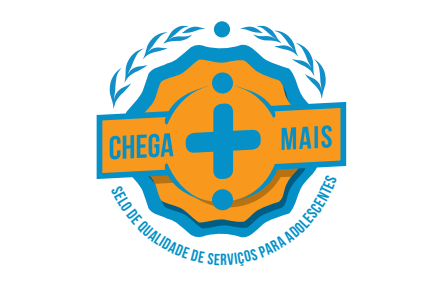 CHEGA MAIS
SELO DE QUALIDADE DE SERVIÇOS PARA ADOLESCENTES